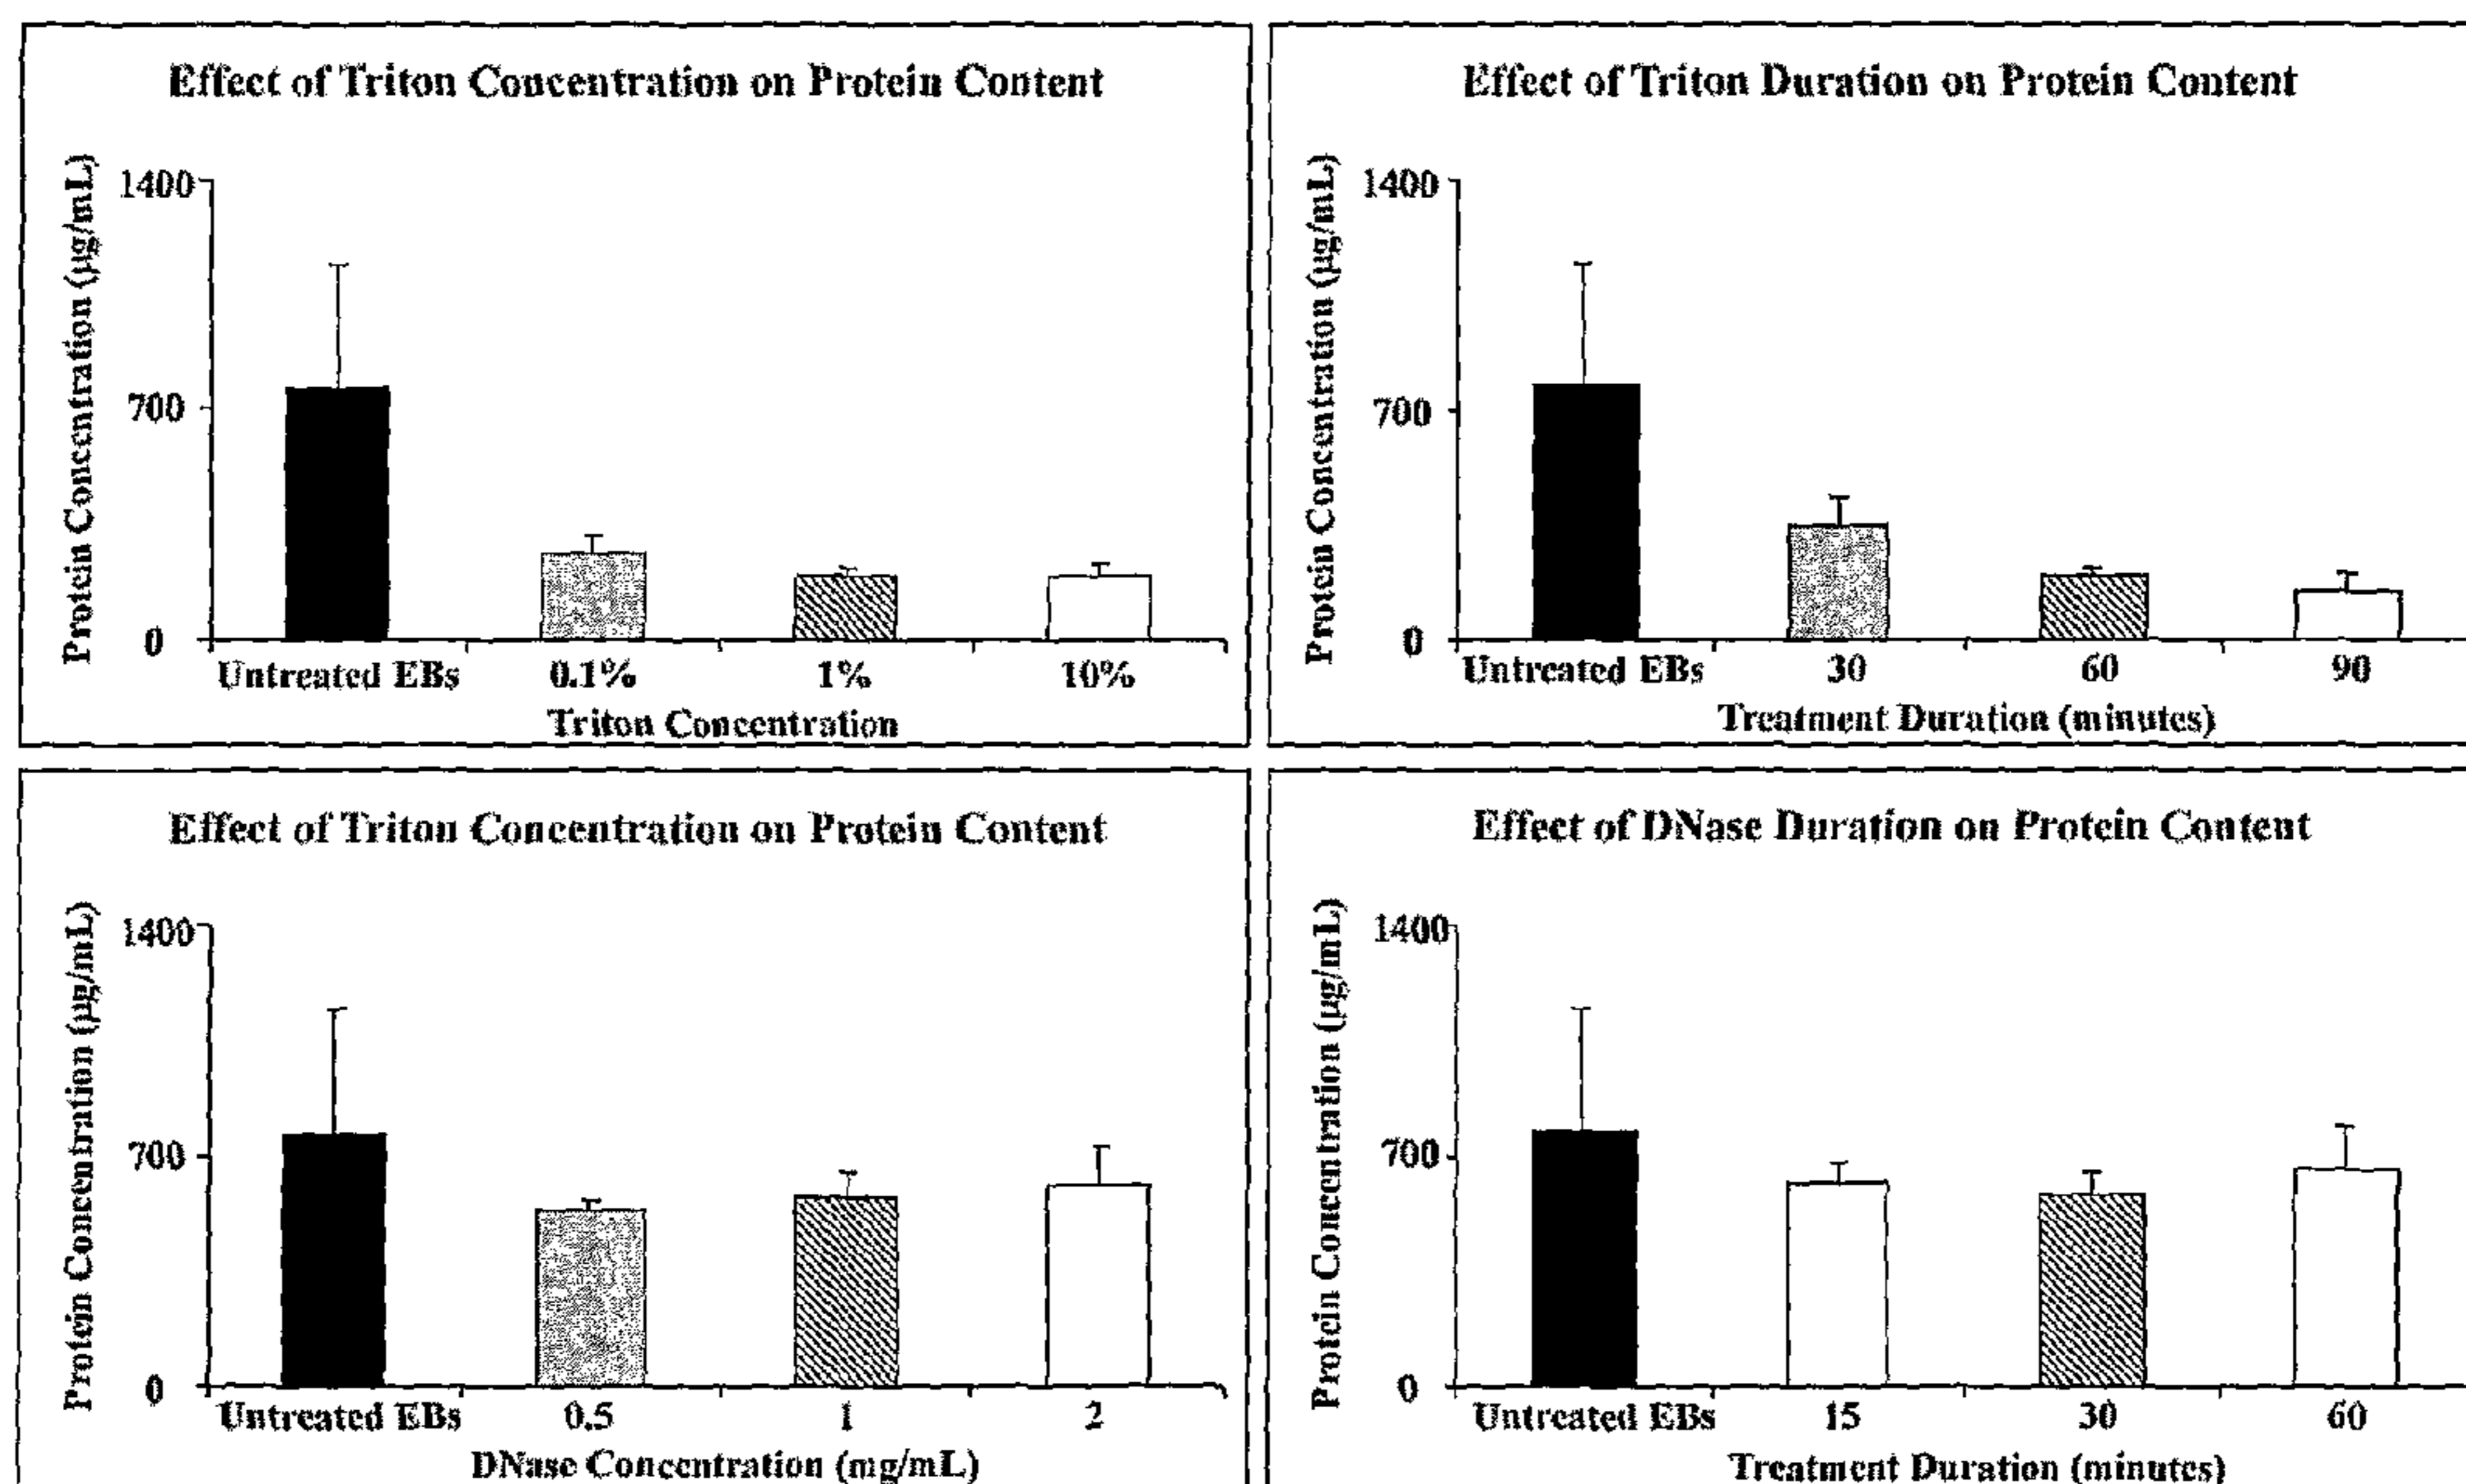 Effect of Triton Concentration on Protein Content
Protein Concentration (µg/mL)
1400
700
0
Untreated EBs 0.1% 1% 10%
Triton Concentration
Effect of Triton Duration on Protein Content
Protein Concentration (µg/mL)
1400
700
0
Untreated EBs 30 60 90
Treatment Duration (minutes)
Effect of Triton Concentration on Protein Content
Protein Concentration (µg/mL)
1400
700
0
Untreated EBs 0.5 1 2
DNase Concentration (mg/mL)
Effect of DNase Duration on Protein Content
Protein Concentration (µg/mL)
1400
700
0
Untreated EBs 15 30 60
Treatment Duration (minutes)